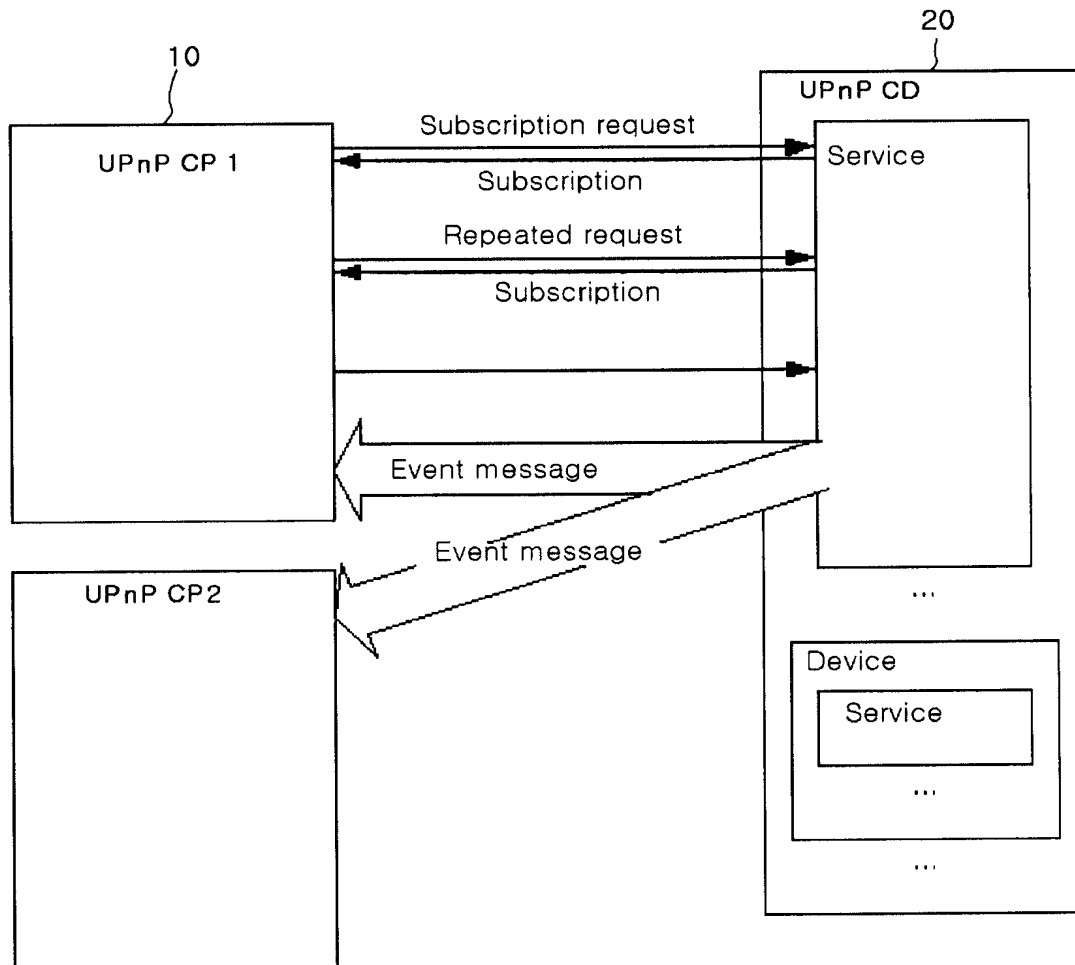 10
20
UPnP CD
UPnP CP 1
Subscription request
Service
Subscription
Repeated request
Subscription
Event message
Event message
UPnP CP2
...
Device
Service
...
...